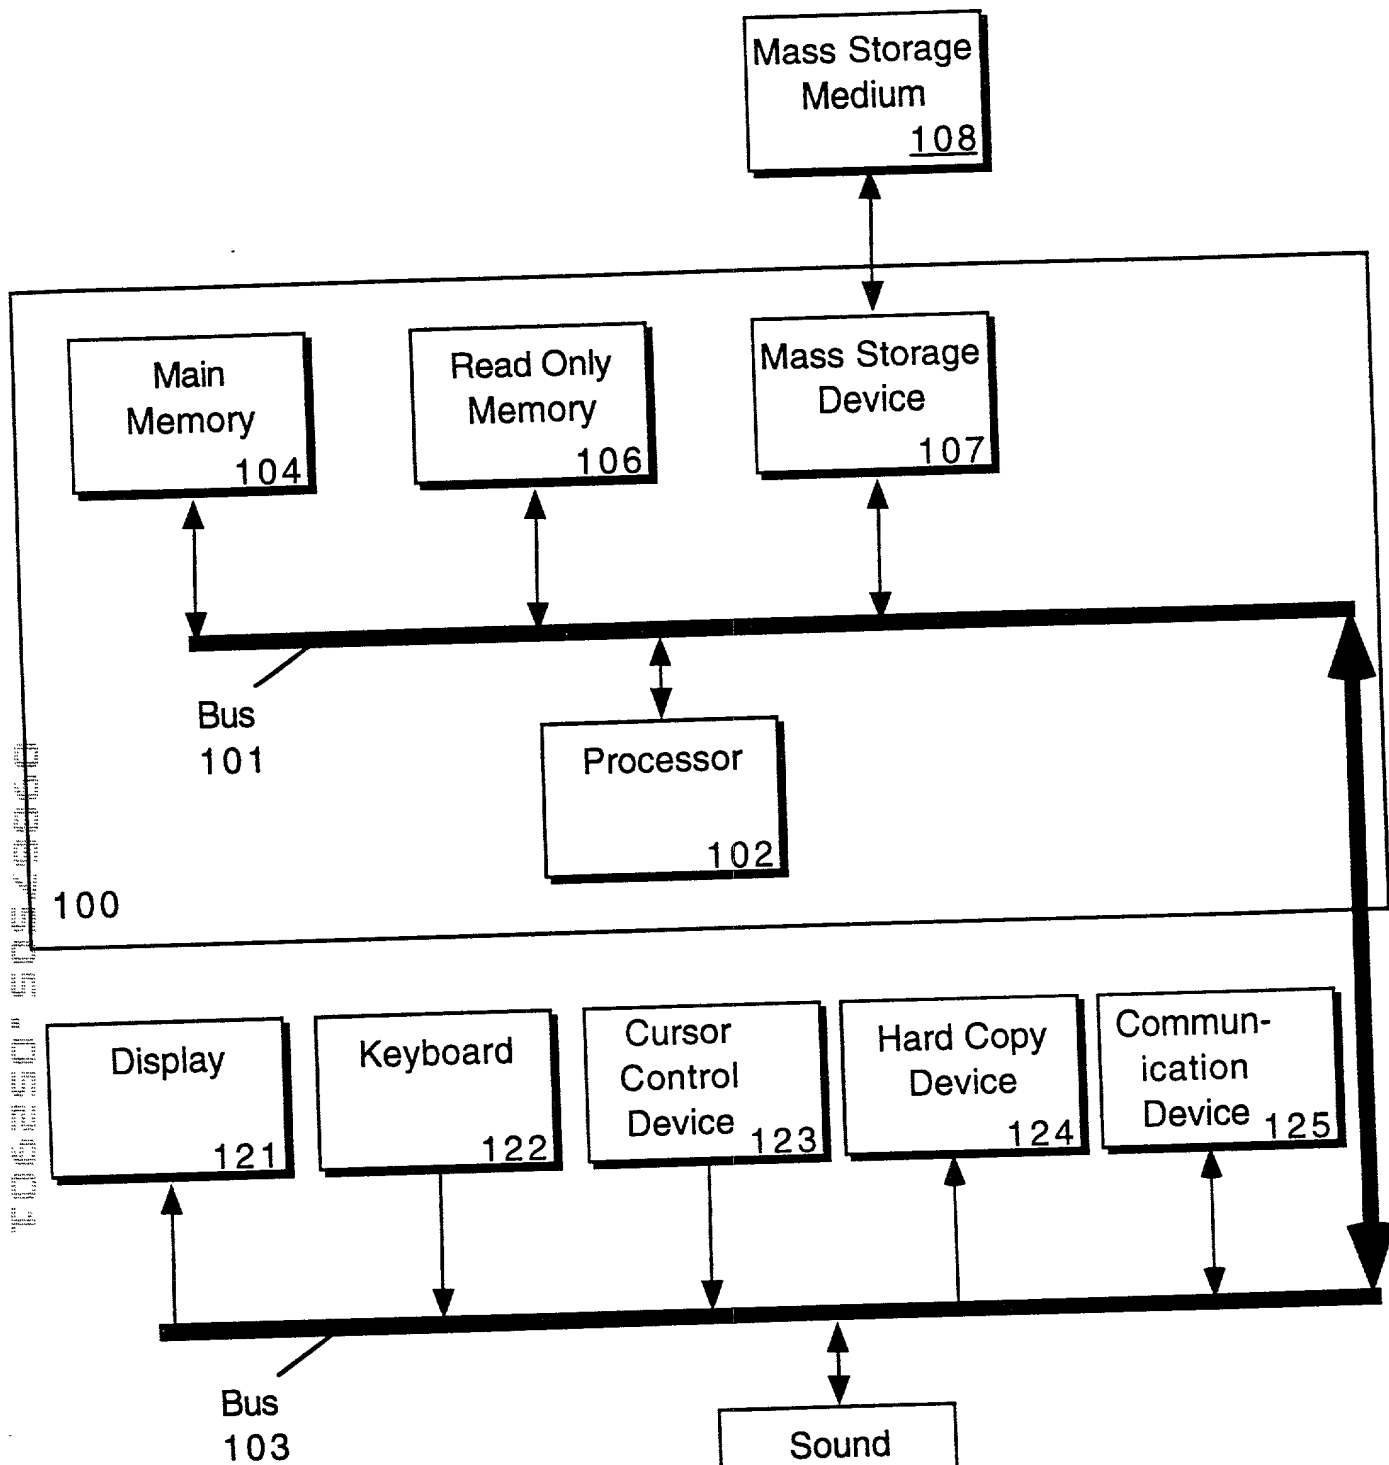 Mass Storage
Medium
108
Main
Memory
104
Read Only
Memory
106
Mass Storage
Device
107
Bus
101
Processor
102
100
Display
121
Keyboard
122
Cursor
Control
Device
123
Hard Copy
Device
124
Commun-
ication
Device
125
Bus
103
Sound